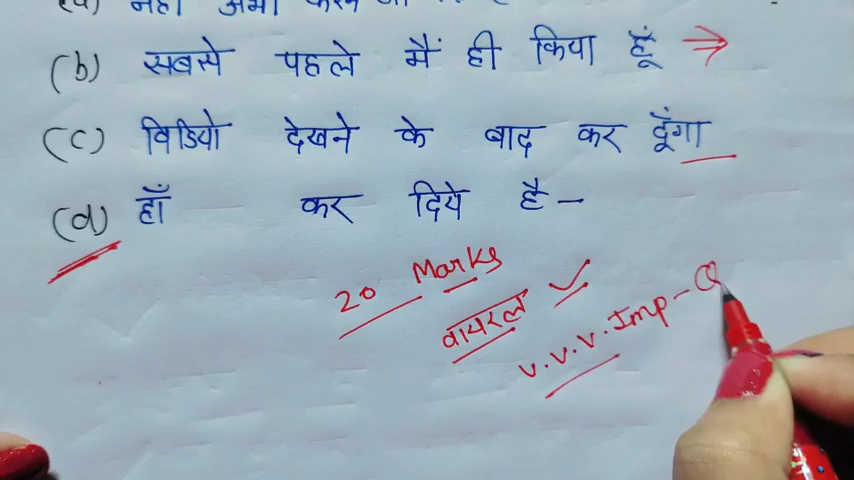 (b) सबसे पहले मैं ही किया हूँ →
(c) विडियो देखने के बाद कर दूँगा
(d) हाँ कर दिये है –
20 Marks
वायरल ✓
v.v.v. Imp - Q